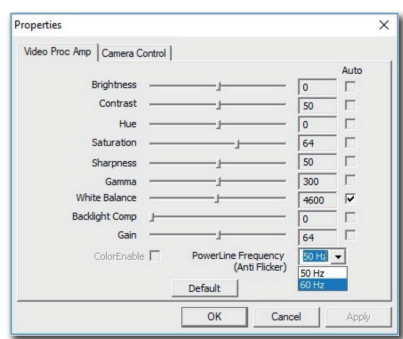 Properties
Video Proc Amp Camera Control
Auto
Brightness 0
Contrast 50
Hue 0
Saturation 64
Sharpness 50
Gamma 300
White Balance 4600
Backlight Comp 0
Gain 64
ColorEnable PowerLine Frequency 50 Hz
(Anti Flicker)
50 Hz
60 Hz
Default
OK Cancel Apply